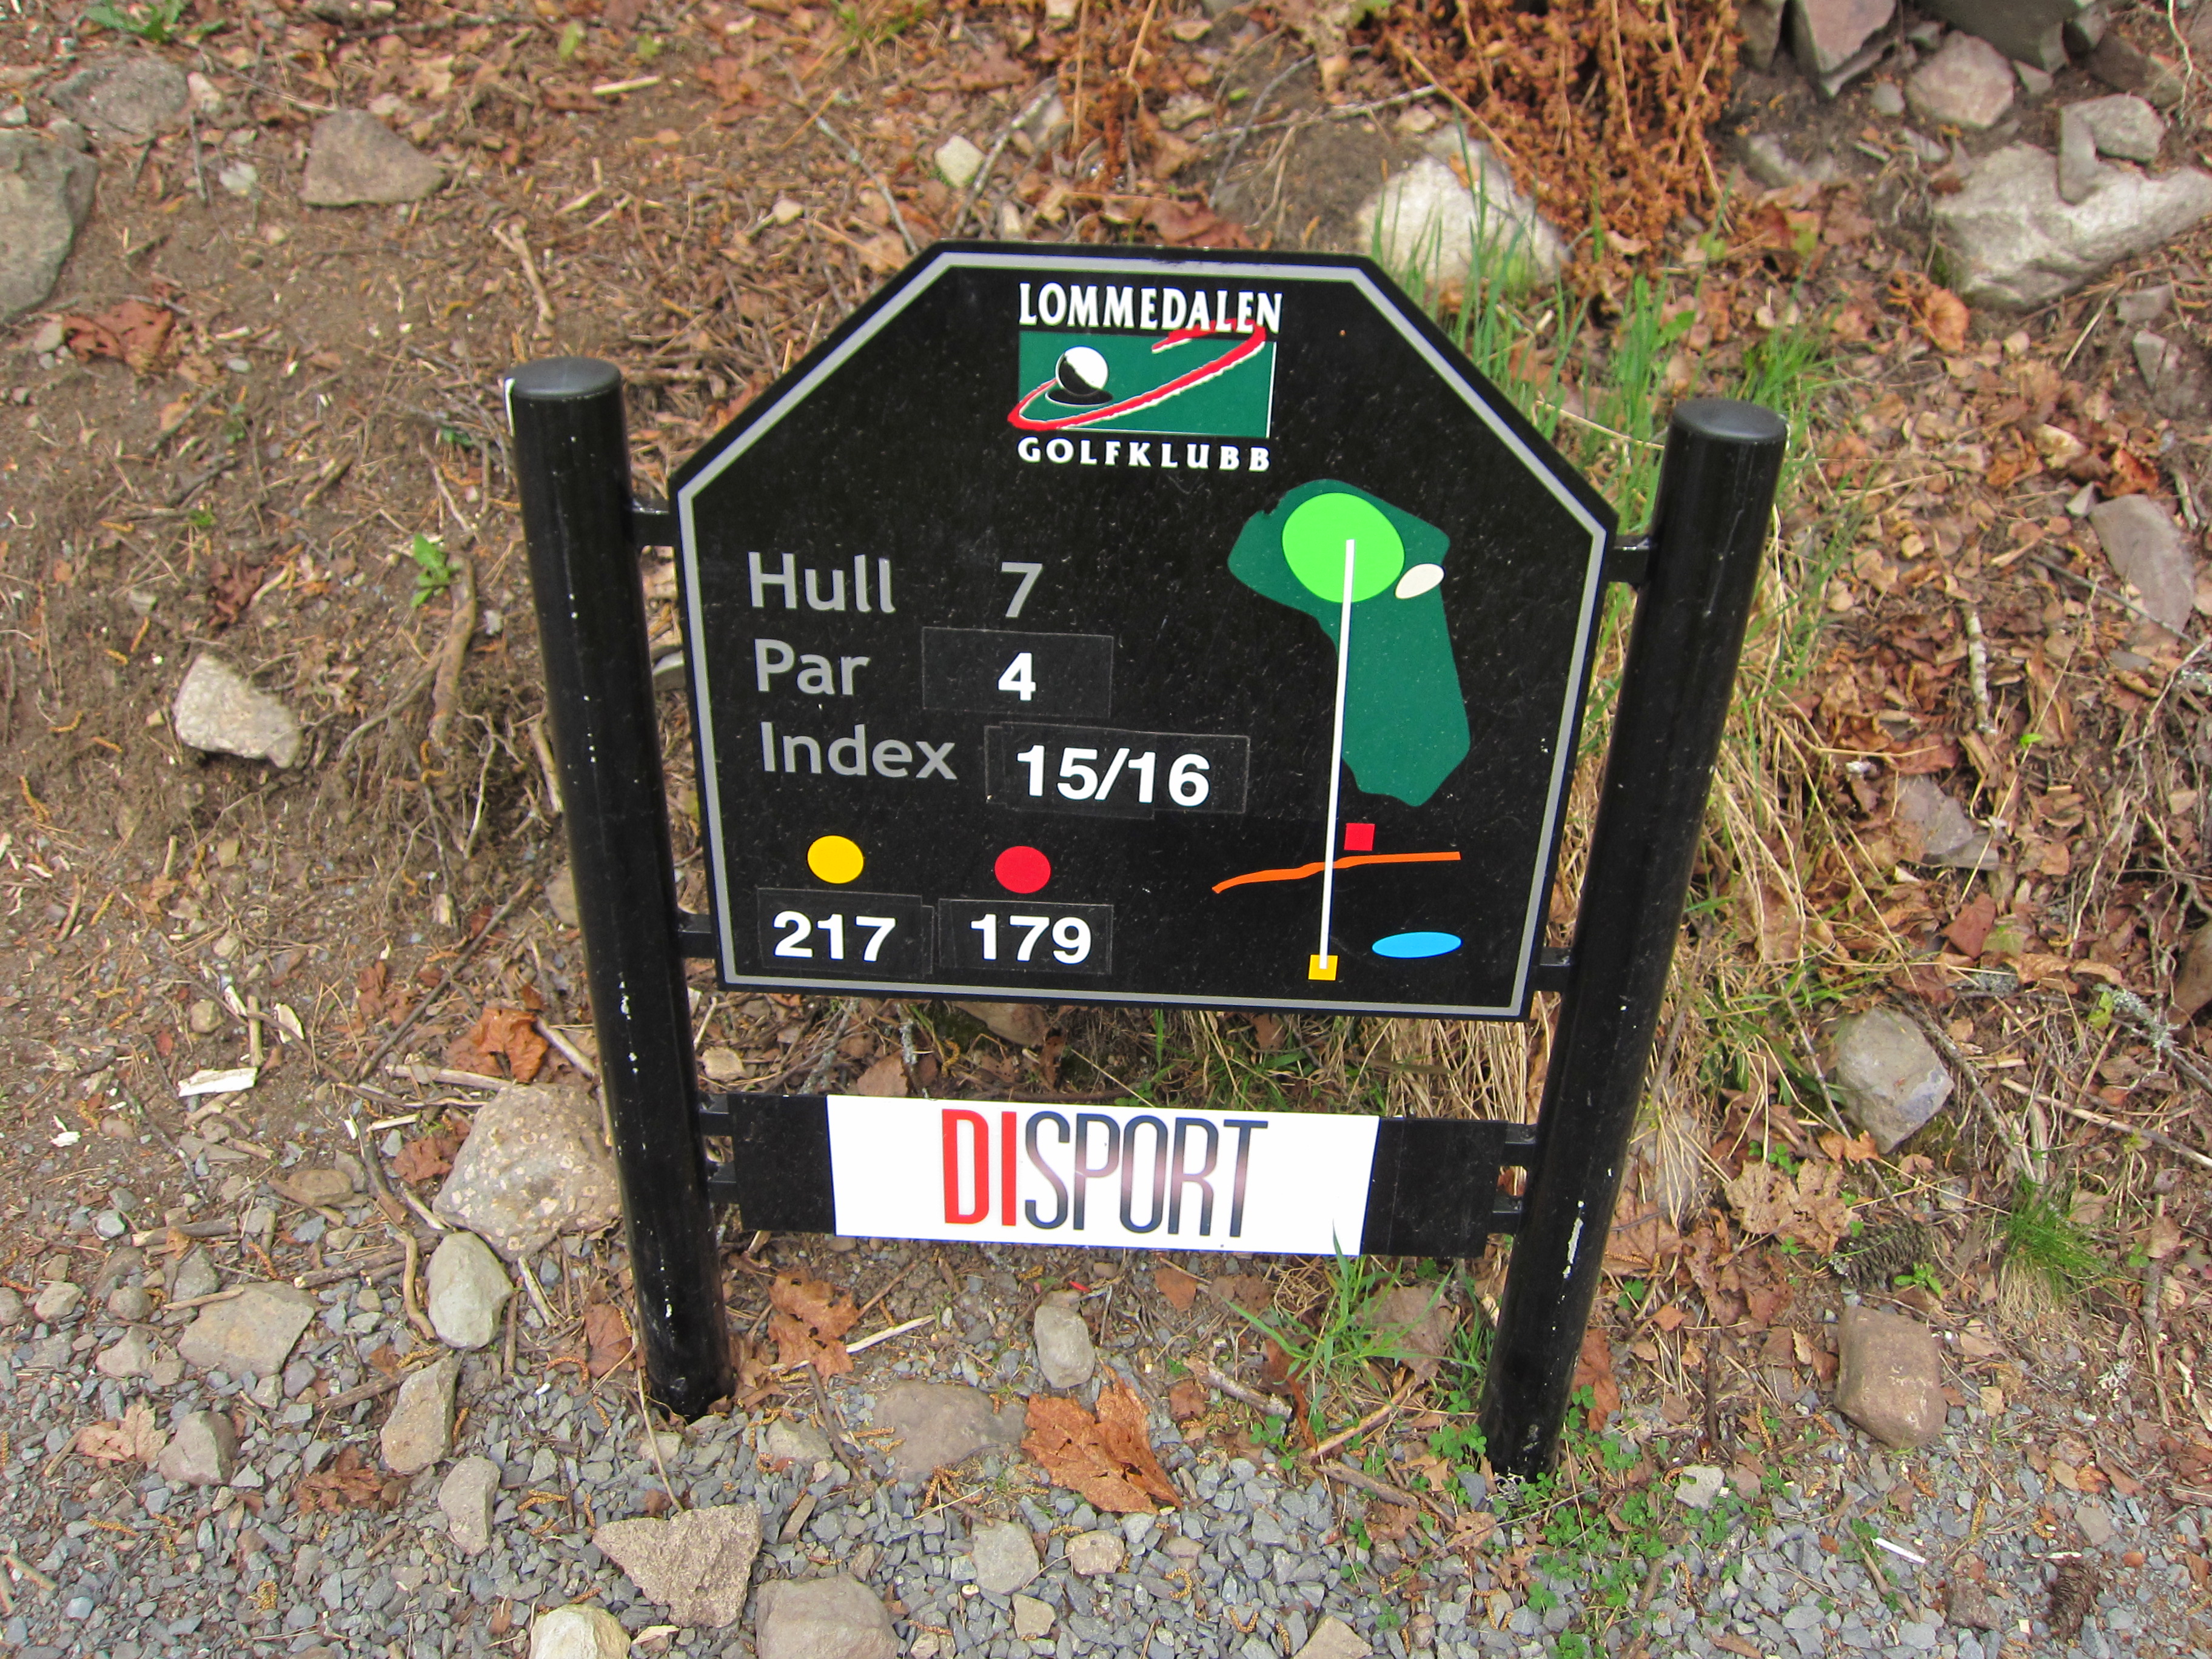 LOMMEDALEN
GOLFKLUBB
Hull 7
Par 4
Index 15/16
217 179
DISPORT